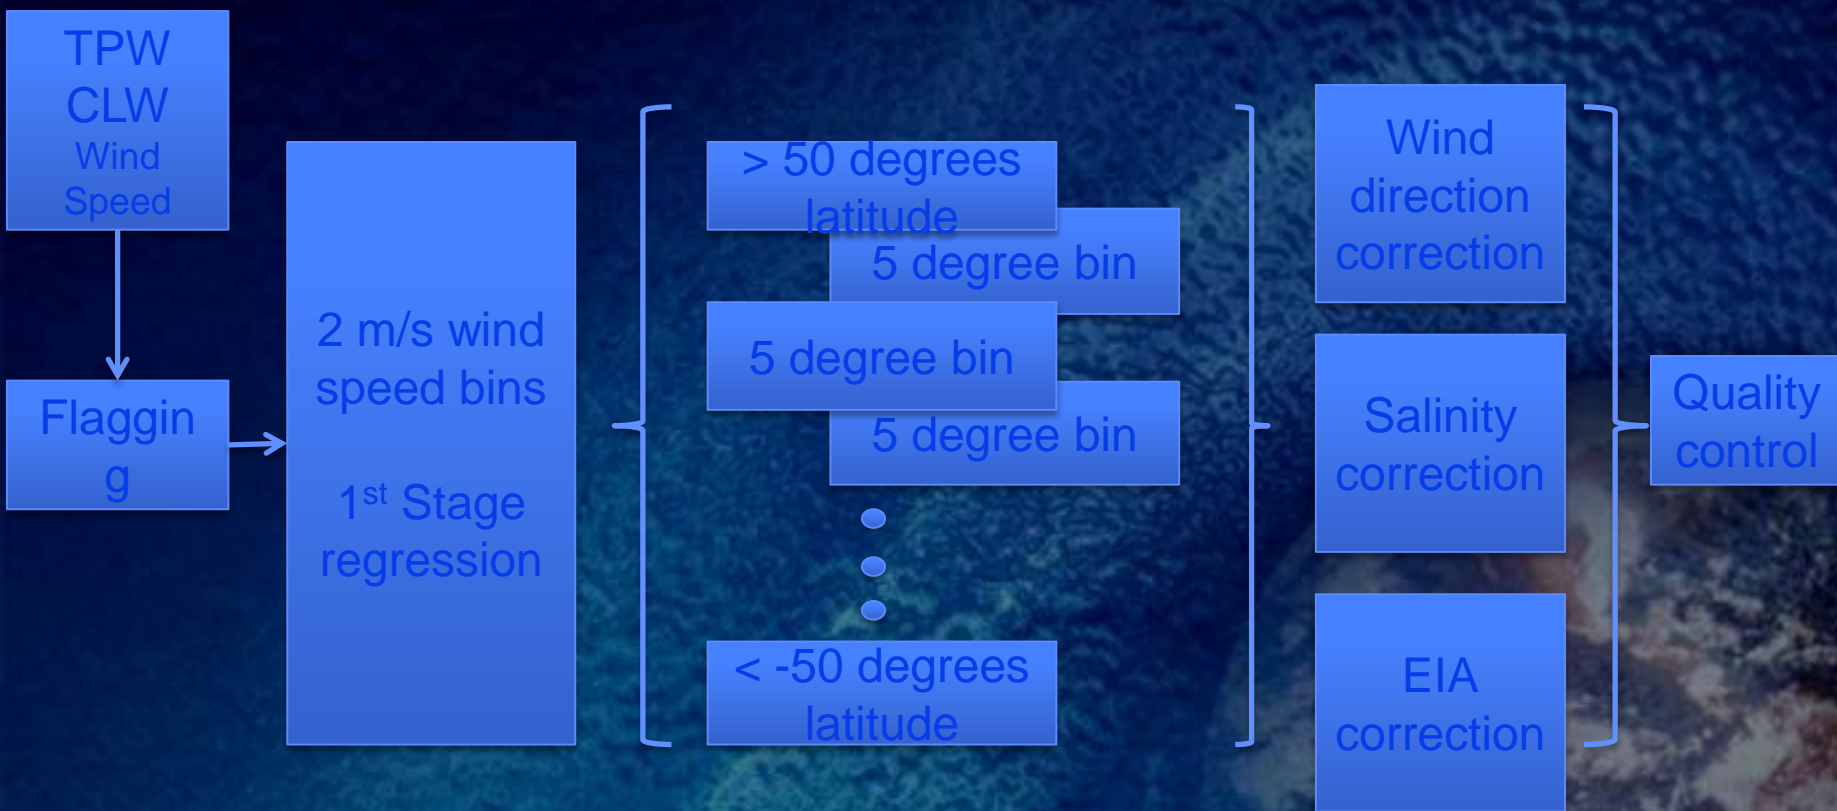 TPW
CLW
Wind
Speed
Flaggin
g
2 m/s wind
speed bins
1st Stage
regression
> 50 degrees
latitude
5 degree bin
5 degree bin
5 degree bin
< -50 degrees
latitude
Wind
direction
correction
Salinity
correction
EIA
correction
Quality
control